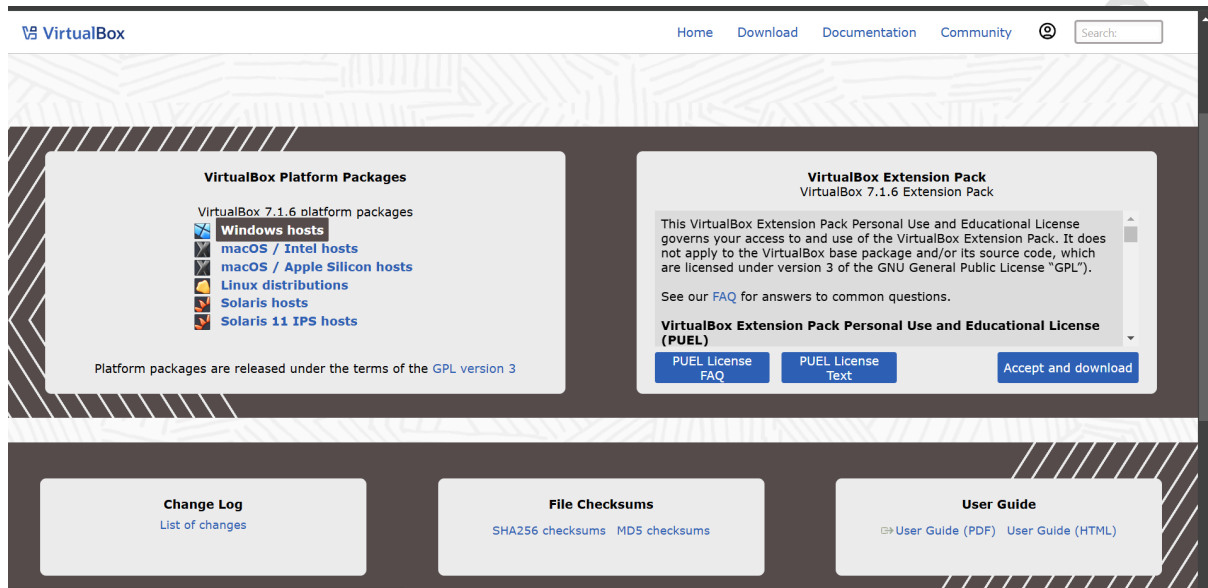 VirtualBox
Home Download Documentation Community Search:
VirtualBox Platform Packages
VirtualBox 7.1.6 platform packages
Windows hosts
macOS / Intel hosts
macOS / Apple Silicon hosts
Linux distributions
Solaris hosts
Solaris 11 IPS hosts
Platform packages are released under the terms of the GPL version 3
VirtualBox Extension Pack
VirtualBox 7.1.6 Extension Pack
This VirtualBox Extension Pack Personal Use and Educational License
governs your access to and use of the VirtualBox Extension Pack. It does
not apply to the VirtualBox base package and/or its source code, which
are licensed under version 3 of the GNU General Public License “GPL”).
See our FAQ for answers to common questions.
VirtualBox Extension Pack Personal Use and Educational License
(PUEL)
PUEL License
FAQ
PUEL License
Text
Accept and download
Change Log
List of changes
File Checksums
SHA256 checksums MD5 checksums
User Guide
User Guide (PDF) User Guide (HTML)